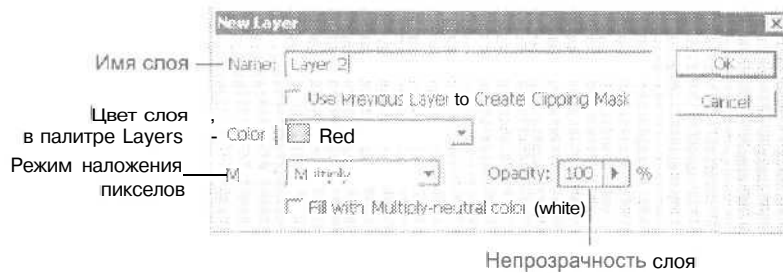 New Layer
Имя слоя
Name: Layer 2
OK
Use Previous Layer to Create Clipping Mask
Cancel
Цвет слоя
в палитре Layers
Color
Red
Режим наложения
пикселов
M
Multiply
Opacity: 100 %
Fill with Multiply-neutral color (white)
Непрозрачность слоя